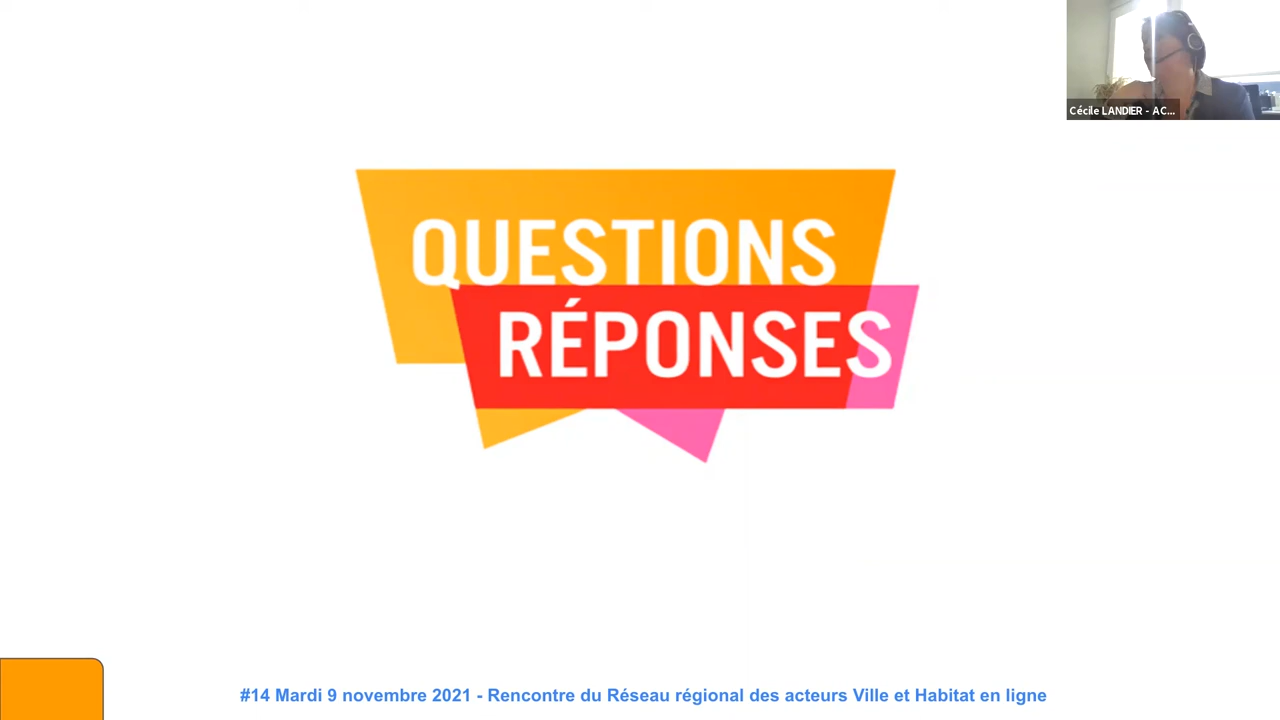 Cécile LANDIER - AC...
QUESTIONS
RÉPONSES
#14 Mardi 9 novembre 2021 - Rencontre du Réseau régional des acteurs Ville et Habitat en ligne